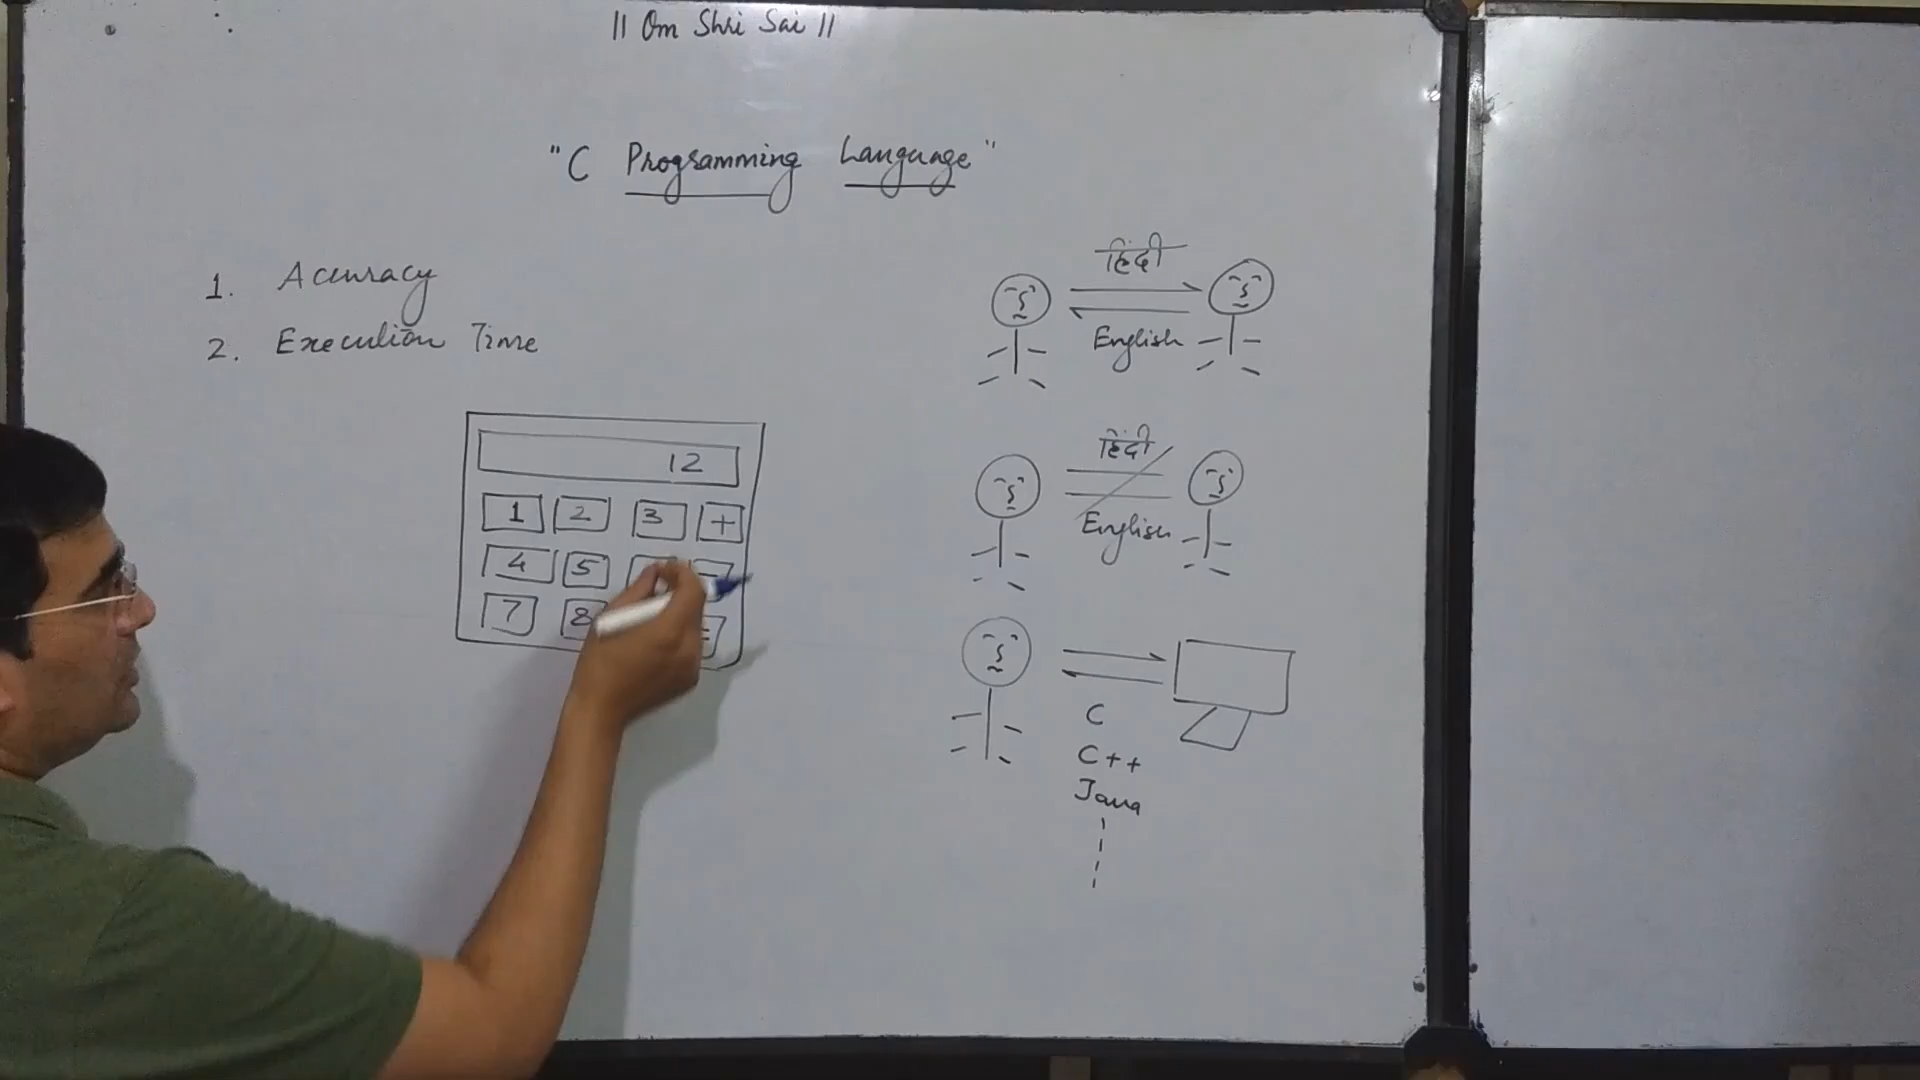 || Om Shri Sai ||
"C Programming Language"
1. Accuracy
2. Execution Time
12
1 2 3 +
4 5
7 8
हिंदी
English
हिंदी
English
C
C++
Java